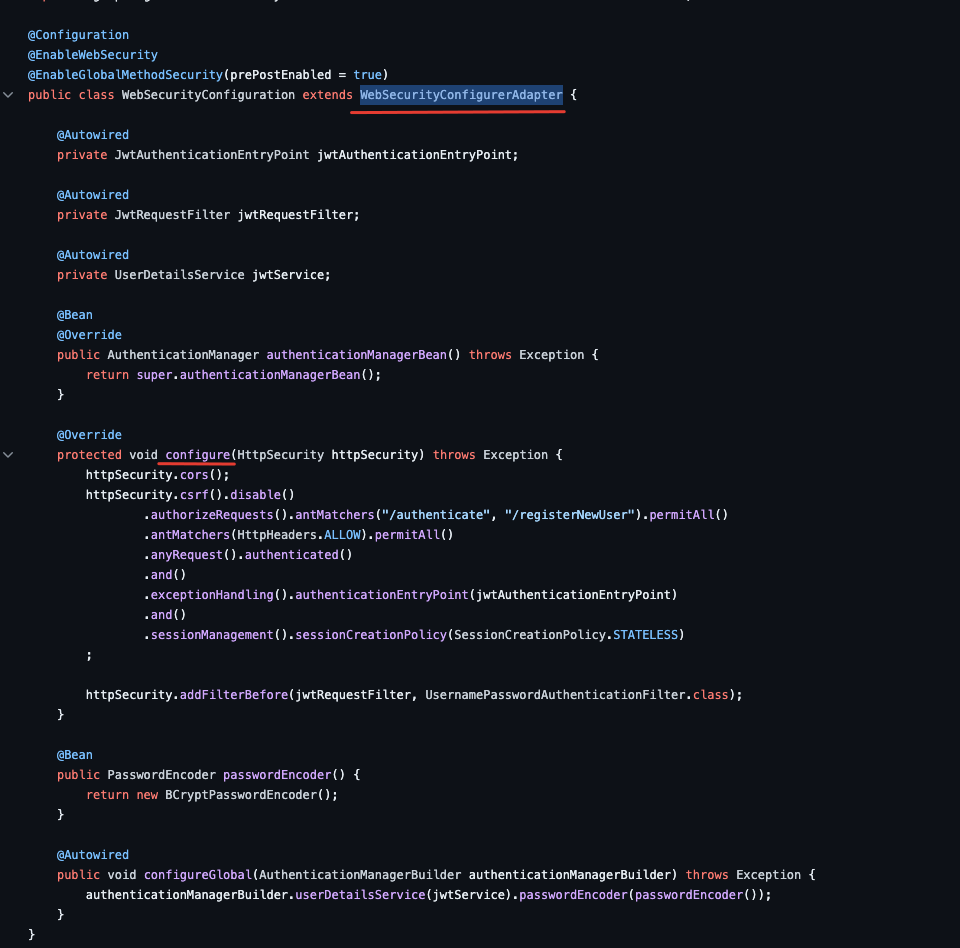 @Configuration
@EnableWebSecurity
@EnableGlobalMethodSecurity(prePostEnabled = true)
public class WebSecurityConfiguration extends WebSecurityConfigurerAdapter {
@Autowired
private JwtAuthenticationEntryPoint jwtAuthenticationEntryPoint;
@Autowired
private JwtRequestFilter jwtRequestFilter;
@Autowired
private UserDetailsService jwtService;
@Bean
@Override
public AuthenticationManager authenticationManagerBean() throws Exception {
return super.authenticationManagerBean();
}
@Override
protected void configure(HttpSecurity httpSecurity) throws Exception {
httpSecurity.cors();
httpSecurity.csrf().disable()
.authorizeRequests().antMatchers("/authenticate", "/registerNewUser").permitAll()
.antMatchers(HttpHeaders.ALLOW).permitAll()
.anyRequest().authenticated()
.and()
.exceptionHandling().authenticationEntryPoint(jwtAuthenticationEntryPoint)
.and()
.sessionManagement().sessionCreationPolicy(SessionCreationPolicy.STATELESS)
;
httpSecurity.addFilterBefore(jwtRequestFilter, UsernamePasswordAuthenticationFilter.class);
}
@Bean
public PasswordEncoder passwordEncoder() {
return new BCryptPasswordEncoder();
}
@Autowired
public void configureGlobal(AuthenticationManagerBuilder authenticationManagerBuilder) throws Exception {
authenticationManagerBuilder.userDetailsService(jwtService).passwordEncoder(passwordEncoder());
}
}